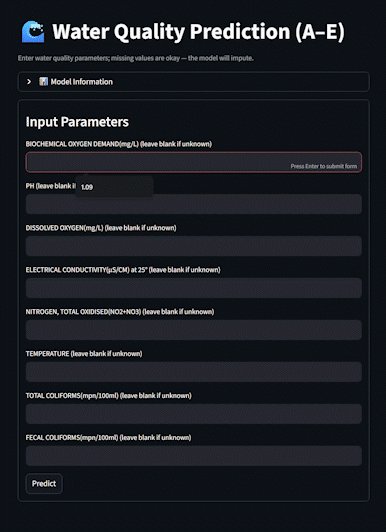 🌊 Water Quality Prediction (A–E)
Enter water quality parameters; missing values are okay — the model will impute.
> 📊 Model Information
Input Parameters
BIOCHEMICAL OXYGEN DEMAND(mg/L) (leave blank if unknown)
Press Enter to submit form
1.09
PH (leave blank if
DISSOLVED OXYGEN(mg/L) (leave blank if unknown)
ELECTRICAL CONDUCTIVITY(µS/CM) at 25° (leave blank if unknown)
NITROGEN, TOTAL OXIDISED(NO2+NO3) (leave blank if unknown)
TEMPERATURE (leave blank if unknown)
TOTAL COLIFORMS(mpn/100ml) (leave blank if unknown)
FECAL COLIFORMS(mpn/100ml) (leave blank if unknown)
Predict